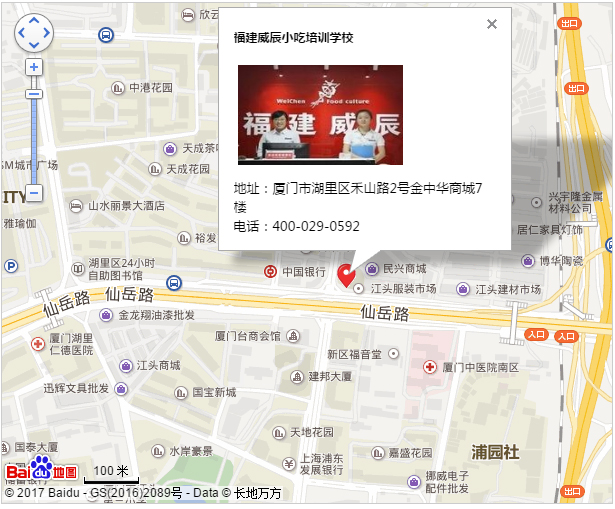 福建威辰小吃培训学校
WeiChen Food culture
福建 威辰
地址：厦门市湖里区禾山路2号金中华商城7
楼
电话：400-029-0592
欣云
出口
中港花园
出口
天成茶
天成花园
SM城市广场
ITY
山水丽景大酒店
雅瑜伽
兴宇隆金属
材料公司
居仁家具灯饰
裕发
湖里区24小时
自助图书馆
中国银行
民兴商城
博华陶瓷
江头服装市场
江头建材市场
仙岳路
仙岳路
仙岳路
金龙翔油漆批发
厦门湖里
仁德医院
厦门台商会馆
入口
入口
江头商城
新区福音堂
厦门中医院南区
建邦大厦
迅辉文具批发
国宝新城
天地花园
国泰大厦
水岸豪景
上海浦东
发展银行
嘉盛花园
浦园社
挪威电子
配件批发
出口
Bai du 地图
100 米
© 2017 Baidu - GS(2016)2089号 - Data © 长地万方